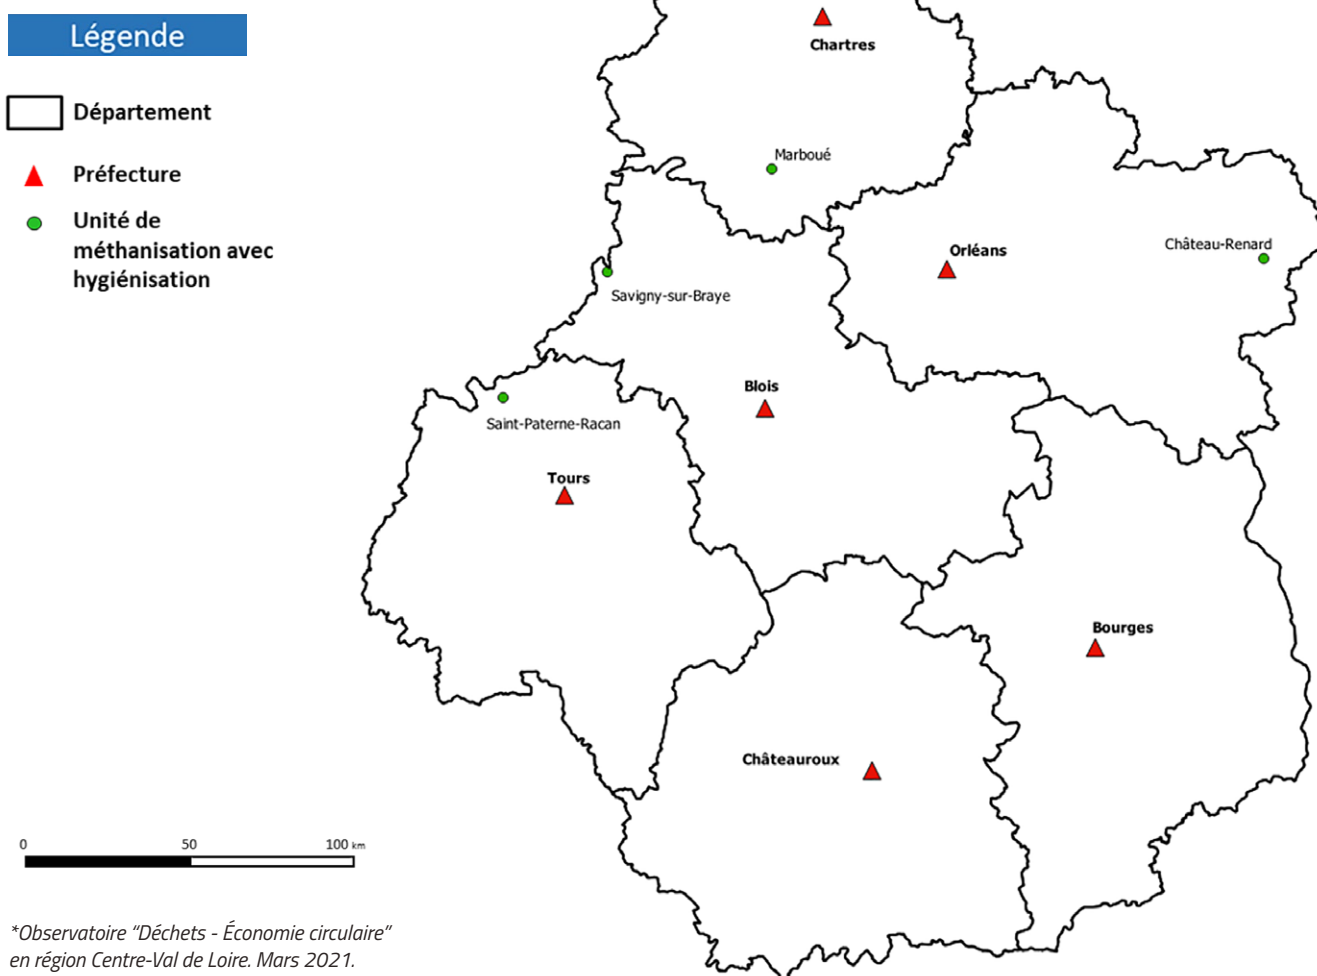 Légende
Département
Préfecture
Unité de
méthanisation avec
hygiénisation
Chartres
Marboué
Orléans
Château-Renard
Savigny-sur-Braye
Blois
Saint-Paterne-Racan
Tours
Bourges
Châteauroux
0 50 100 km
*Observatoire “Déchets - Économie circulaire”
en région Centre-Val de Loire. Mars 2021.